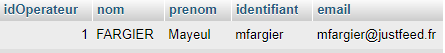 idOperateur nom prenom identifiant email
1 FARGIER Mayeul mfargier mfargier@justfeed.fr